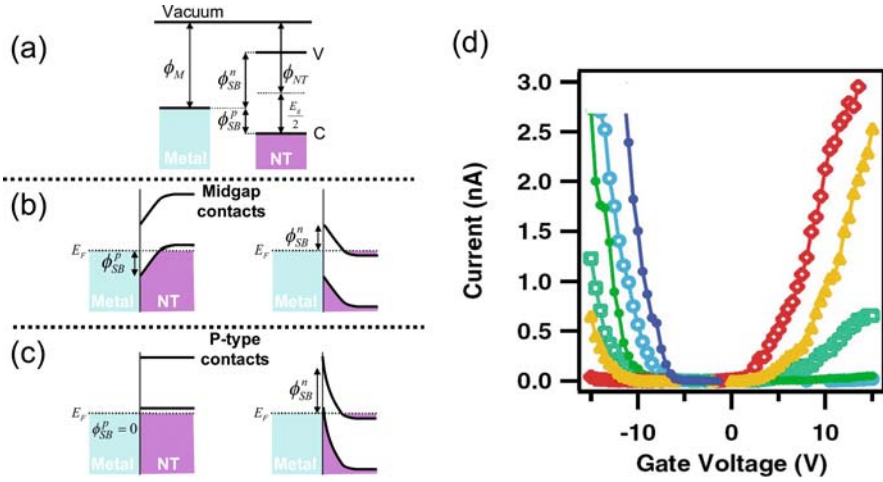 (a)
Vacuum
V
ϕ_M
ϕ^n_SB
ϕ_NT
ϕ^p_SB
E_g/2
C
Metal
NT
(b)
Midgap
contacts
E_F
ϕ^p_SB
Metal
NT
ϕ^n_SB
E_F
Metal
NT
(c)
P-type
contacts
E_F
ϕ^p_SB = 0
Metal
NT
ϕ^n_SB
E_F
Metal
NT
(d)
Current (nA)
3.0
2.5
2.0
1.5
1.0
0.5
0.0
-10
0
10
Gate Voltage (V)